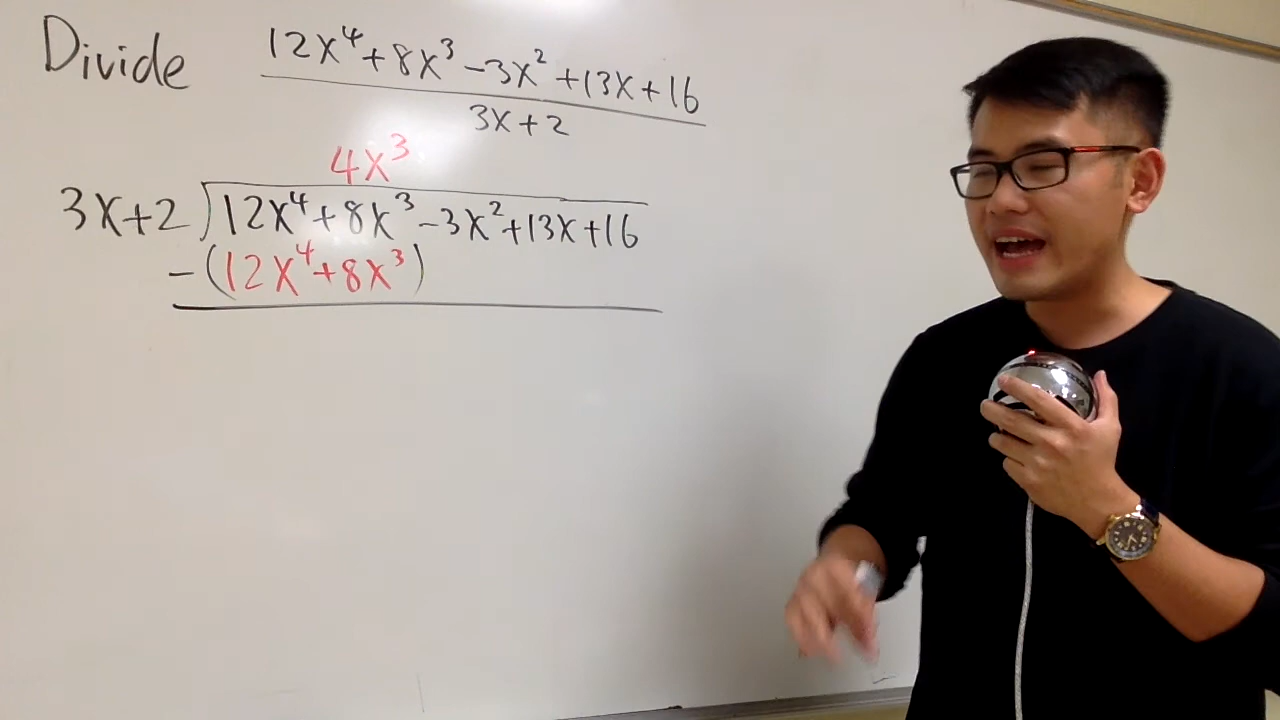 Divide 12x⁴+8x³-3x²+13x+16
3x+2
4x³
3x+2 )12x⁴+8x³-3x²+13x+16
-(12x⁴+8x³)